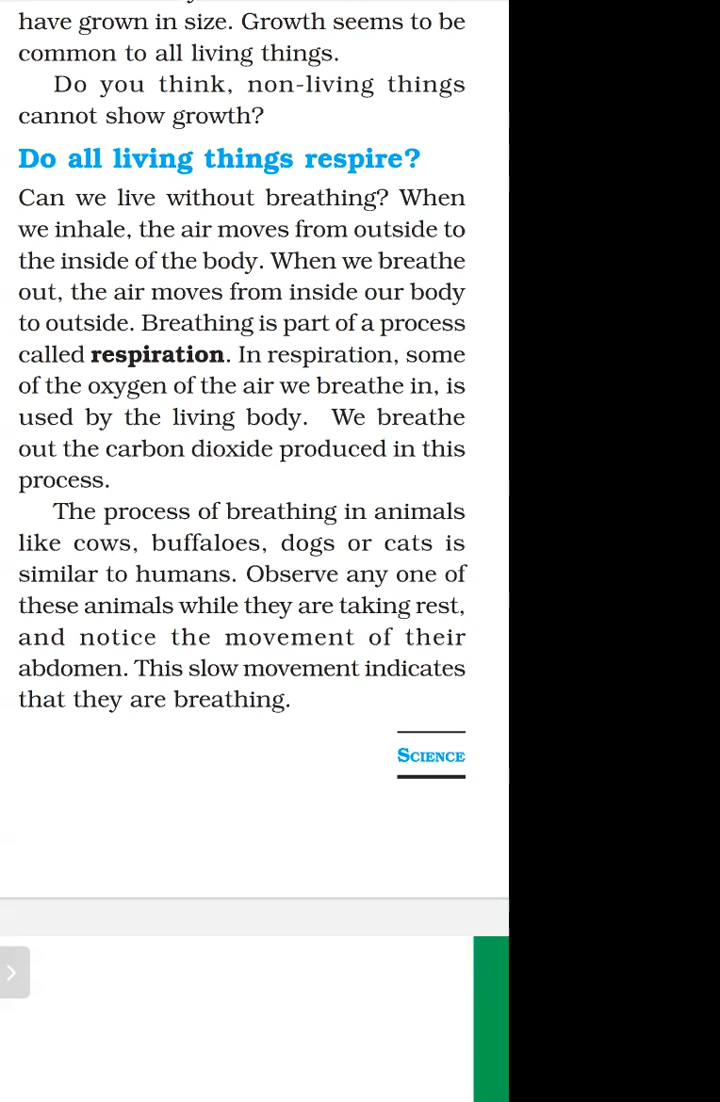 have grown in size. Growth seems to be
common to all living things.
Do you think, non-living things
cannot show growth?
Do all living things respire?
Can we live without breathing? When
we inhale, the air moves from outside to
the inside of the body. When we breathe
out, the air moves from inside our body
to outside. Breathing is part of a process
called respiration. In respiration, some
of the oxygen of the air we breathe in, is
used by the living body. We breathe
out the carbon dioxide produced in this
process.
The process of breathing in animals
like cows, buffaloes, dogs or cats is
similar to humans. Observe any one of
these animals while they are taking rest,
and notice the movement of their
abdomen. This slow movement indicates
that they are breathing.
SCIENCE